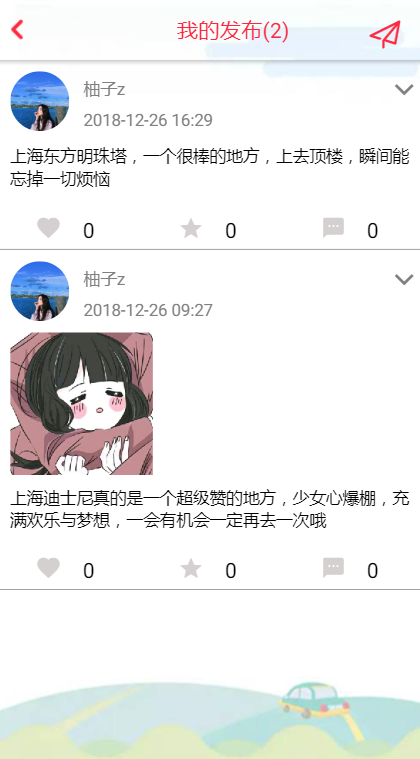 我的发布(2)
柚子z
2018-12-26 16:29
上海东方明珠塔，一个很棒的地方，上去顶楼，瞬间能
忘掉一切烦恼
0 0 0
柚子z
2018-12-26 09:27
上海迪士尼真的是一个超级赞的地方，少女心爆棚，充
满欢乐与梦想，一会有机会一定再去一次哦
0 0 0